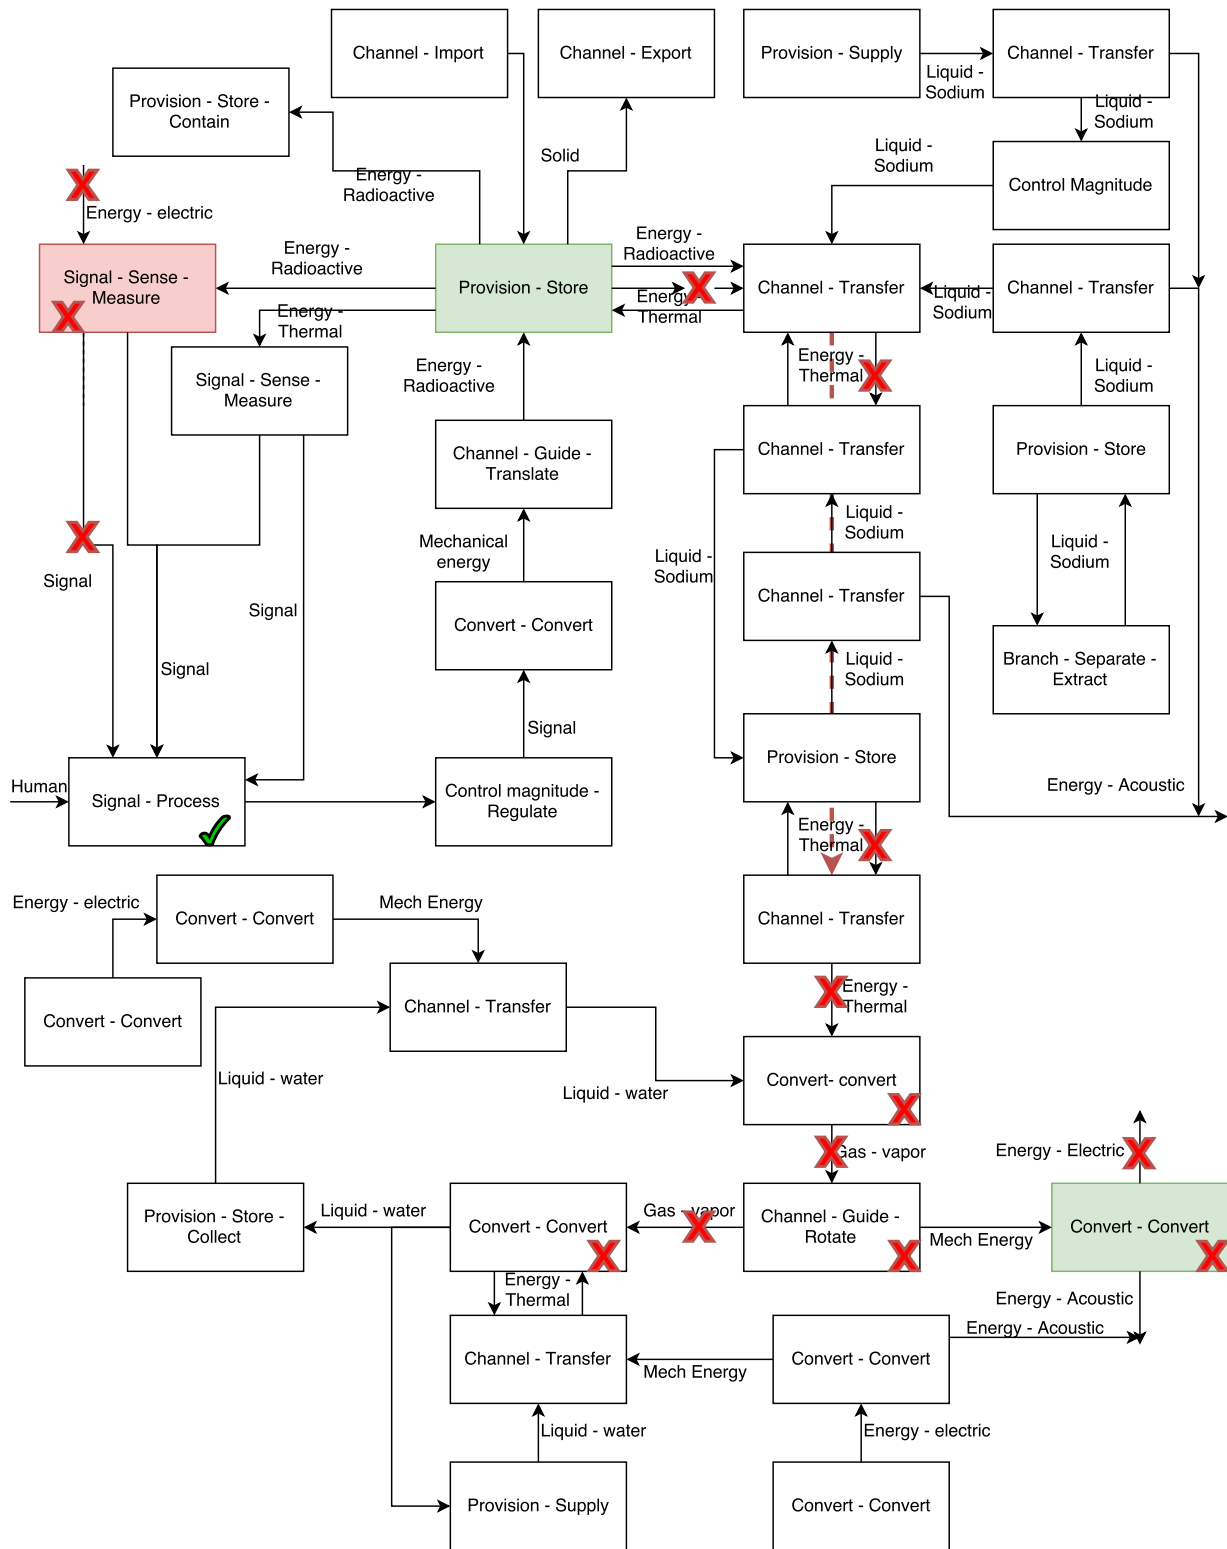 Channel - Import
Channel - Export
Provision - Supply
Channel - Transfer
Liquid -
Sodium
Liquid -
Sodium
Provision - Store -
Contain
Solid
Liquid -
Sodium
Energy -
Radioactive
Control Magnitude
Energy - electric
Energy -
Radioactive
Energy -
Radioactive
Signal - Sense -
Measure
Provision - Store
Channel - Transfer
Channel - Transfer
Liquid -
Sodium
Energy -
Thermal
Energy -
Thermal
Energy -
Thermal
Liquid -
Sodium
Signal - Sense -
Measure
Energy -
Radioactive
Channel - Guide -
Translate
Channel - Transfer
Provision - Store
Liquid -
Sodium
Mechanical
energy
Liquid -
Sodium
Liquid -
Sodium
Signal
Signal
Convert - Convert
Channel - Transfer
Signal
Liquid -
Sodium
Branch - Separate -
Extract
Signal
Provision - Store
Human
Signal - Process
Control magnitude -
Regulate
Energy - Acoustic
Energy -
Thermal
Energy - electric
Convert - Convert
Mech Energy
Channel - Transfer
Convert - Convert
Channel - Transfer
Energy -
Thermal
Liquid - water
Liquid - water
Convert- convert
Gas - vapor
Energy - Electric
Provision - Store -
Collect
Liquid - water
Convert - Convert
Gas - vapor
Channel - Guide -
Rotate
Mech Energy
Convert - Convert
Energy -
Thermal
Energy - Acoustic
Energy - Acoustic
Channel - Transfer
Mech Energy
Convert - Convert
Liquid - water
Energy - electric
Provision - Supply
Convert - Convert